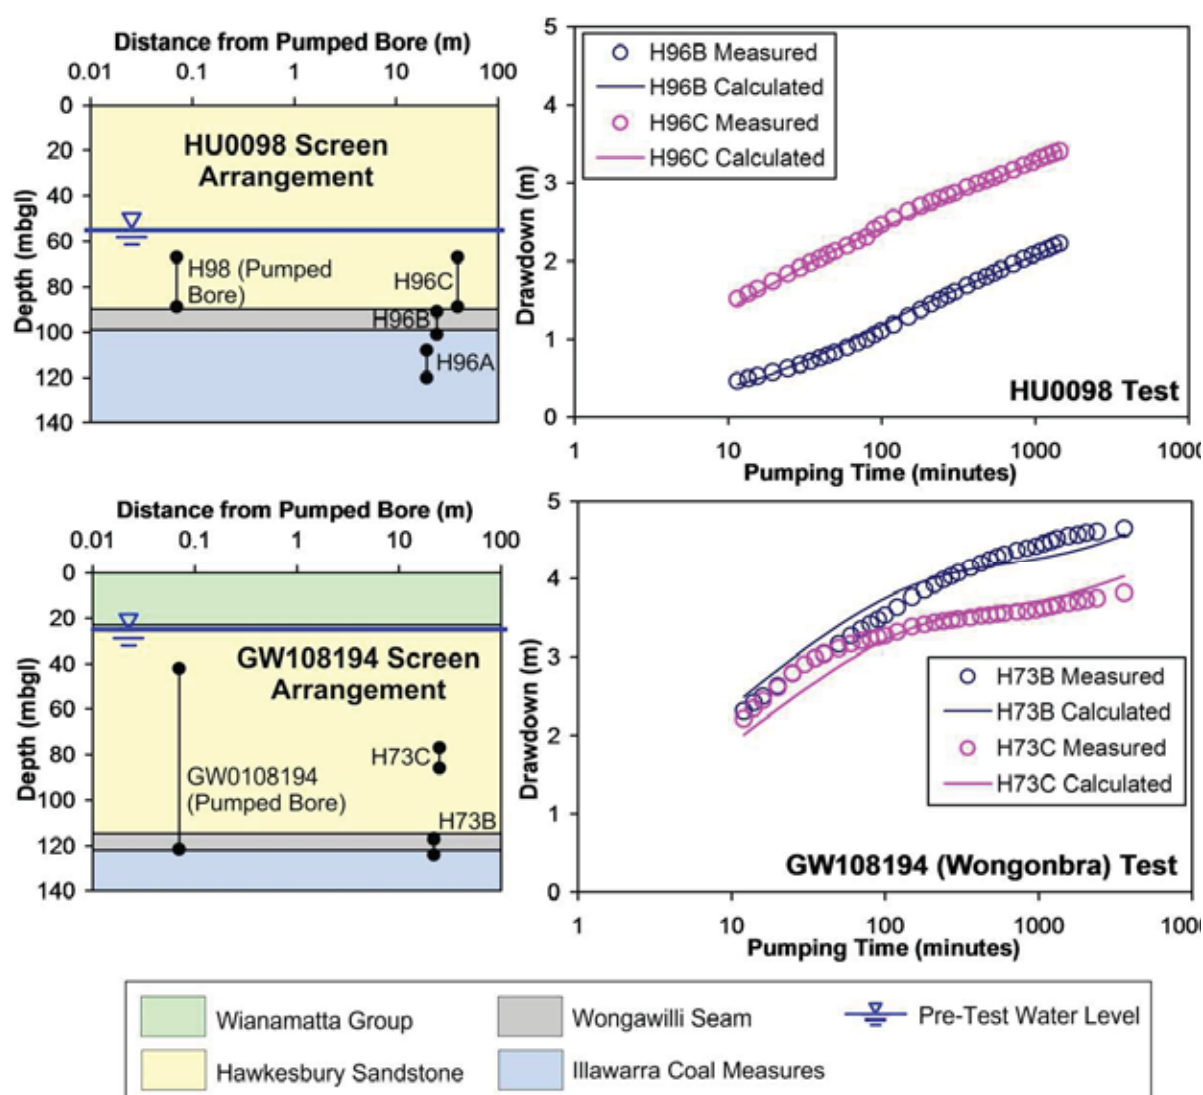 Distance from Pumped Bore (m)
0.01 0.1 1 10 100
Depth (mbgl)
0
20
40
60
80
100
120
140
HU0098 Screen
Arrangement
H98 (Pumped
Bore)
H96C
H96B
H96A
Drawdown (m)
5
4
3
2
1
0
H96B Measured
H96B Calculated
H96C Measured
H96C Calculated
HU0098 Test
1 10 100 1000 1000
Pumping Time (minutes)
Distance from Pumped Bore (m)
0.01 0.1 1 10 100
Depth (mbgl)
0
20
40
60
80
100
120
140
GW108194 Screen
Arrangement
H73C
GW0108194
(Pumped Bore)
H73B
Drawdown (m)
5
4
3
2
1
0
H73B Measured
H73B Calculated
H73C Measured
H73C Calculated
GW108194 (Wongonbra) Test
1 10 100 1000 1000
Pumping Time (minutes)
Wianamatta Group
Wongawilli Seam
Pre-Test Water Level
Hawkesbury Sandstone
Illawarra Coal Measures